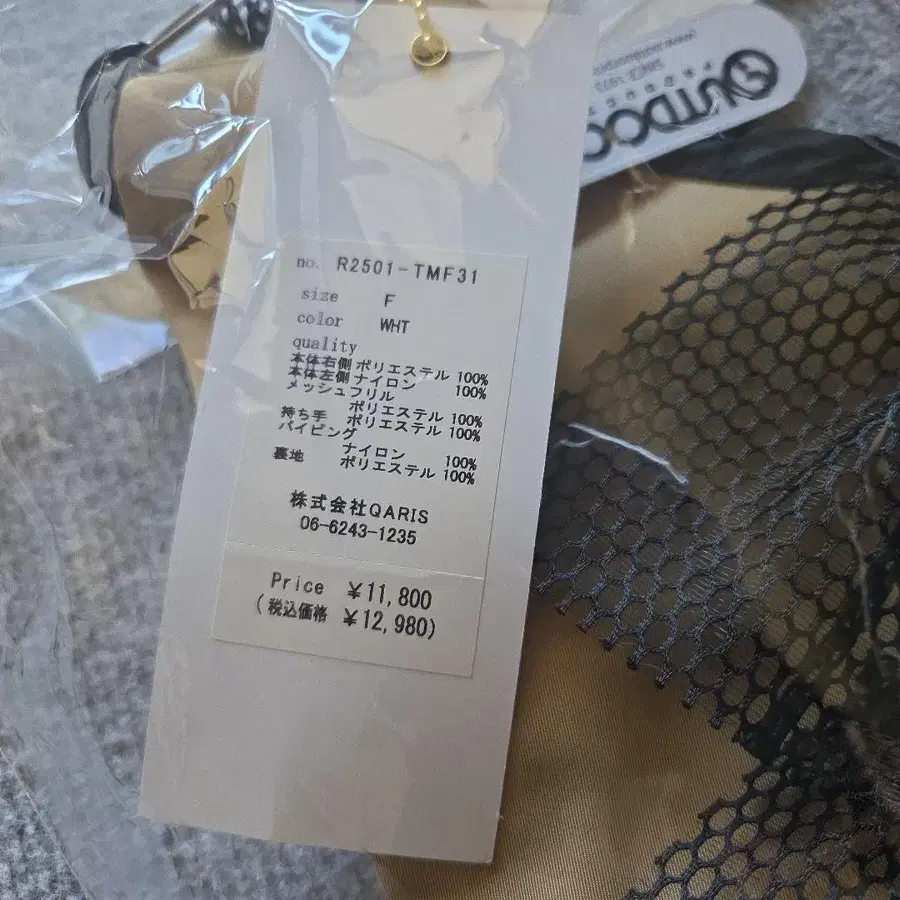 OUTDOO
PRODUCTS
no. R2501-TMF31
size F
color WHT
quality
本体右側 ポリエステル 100%
本体左側 ナイロン 100%
メッシュフリル
ポリエステル 100%
持ち手 ポリエステル 100%
パイピング
ナイロン 100%
裏地 ポリエステル 100%
株式会社QARIS
06-6243-1235
Price ¥11,800
(税込価格 ¥12,980)